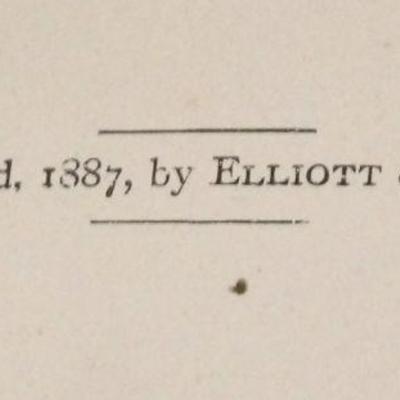 d, 1887, by ELLIOTT